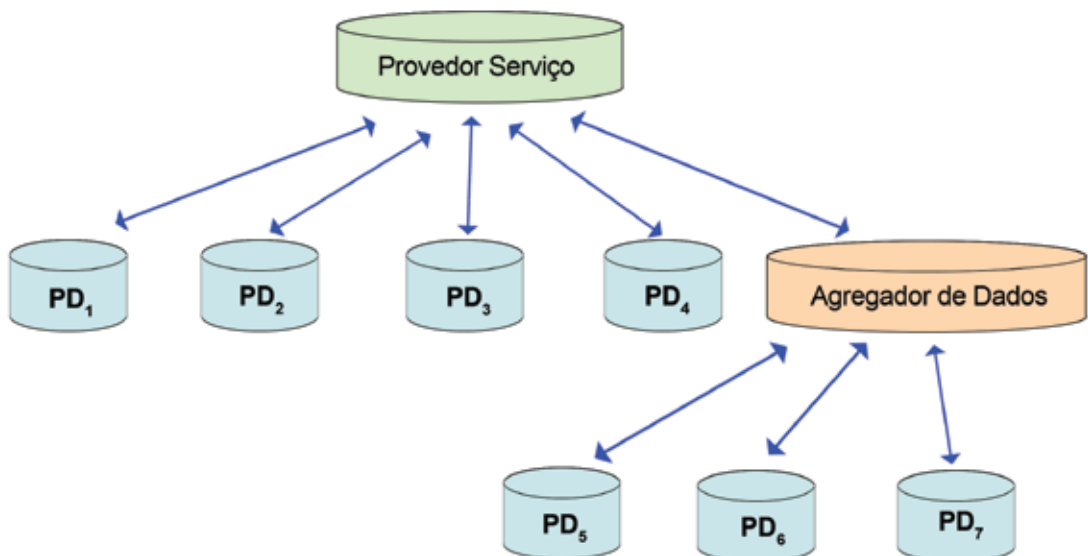 Provedor Serviço
PD₁
PD₂
PD₃
PD₄
Agregador de Dados
PD₅
PD₆
PD₇